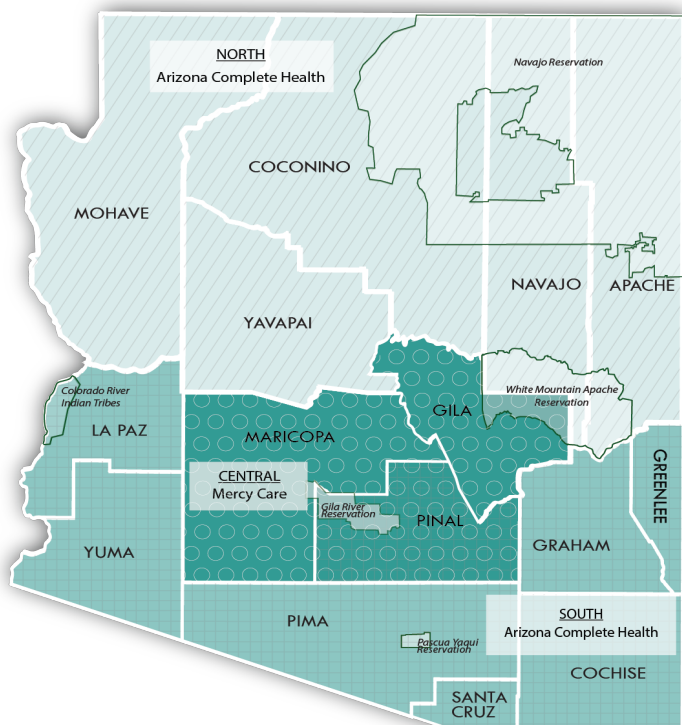 NORTH
Arizona Complete Health
Navajo Reservation
COCONINO
MOHAVE
NAVAJO
APACHE
YAVAPAI
Colorado River
Indian Tribes
White Mountain Apache
Reservation
GILA
LA PAZ
MARICOPA
GREENLEE
CENTRAL
Mercy Care
Gila River
Reservation
PINAL
YUMA
GRAHAM
PIMA
SOUTH
Arizona Complete Health
Pascua Yaqui
Reservation
COCHISE
SANTA
CRUZ